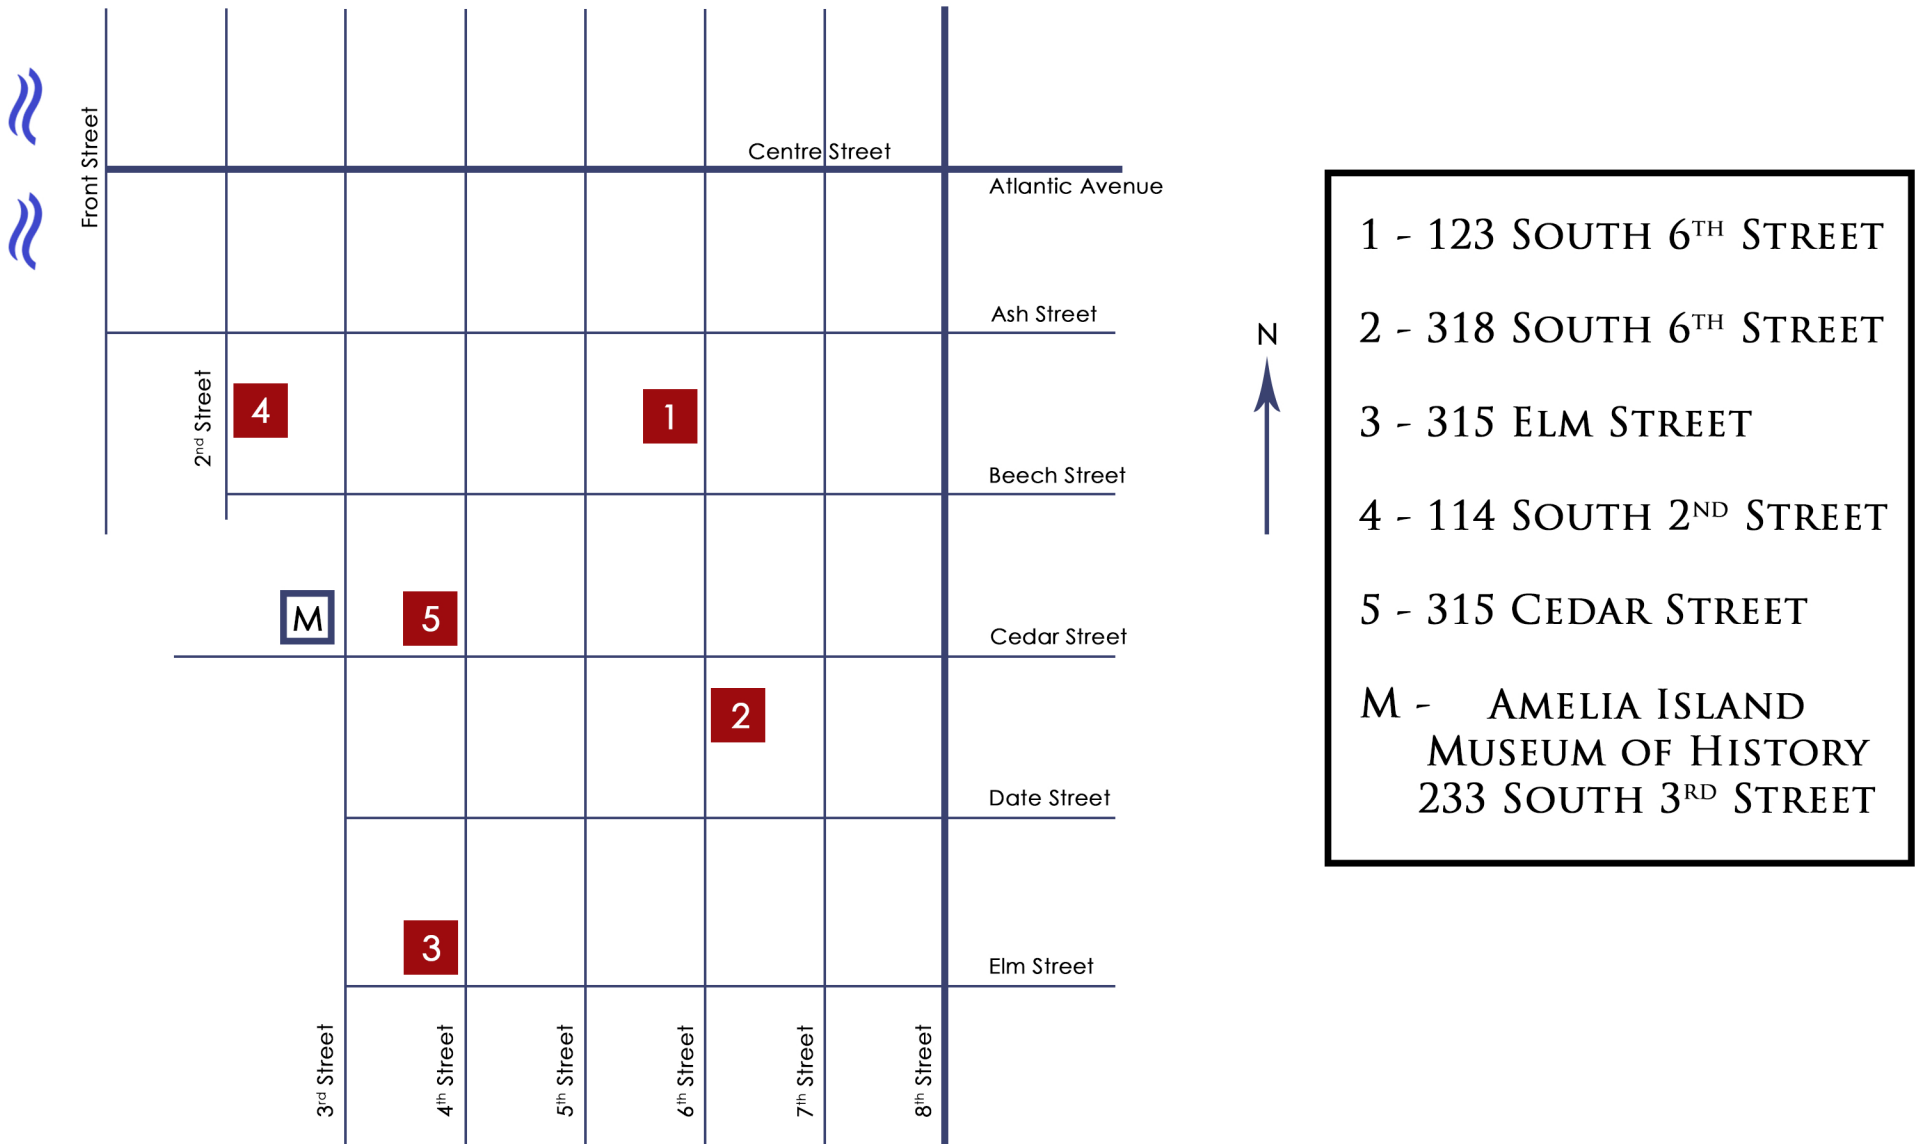 Front Street
Centre Street
Atlantic Avenue
Ash Street
2nd Street
4
1
Beech Street
M
5
Cedar Street
2
Date Street
3
Elm Street
3rd Street
4th Street
5th Street
6th Street
7th Street
8th Street
N
1 - 123 South 6th Street
2 - 318 South 6th Street
3 - 315 Elm Street
4 - 114 South 2nd Street
5 - 315 Cedar Street
M - Amelia Island
Museum of History
233 South 3rd Street